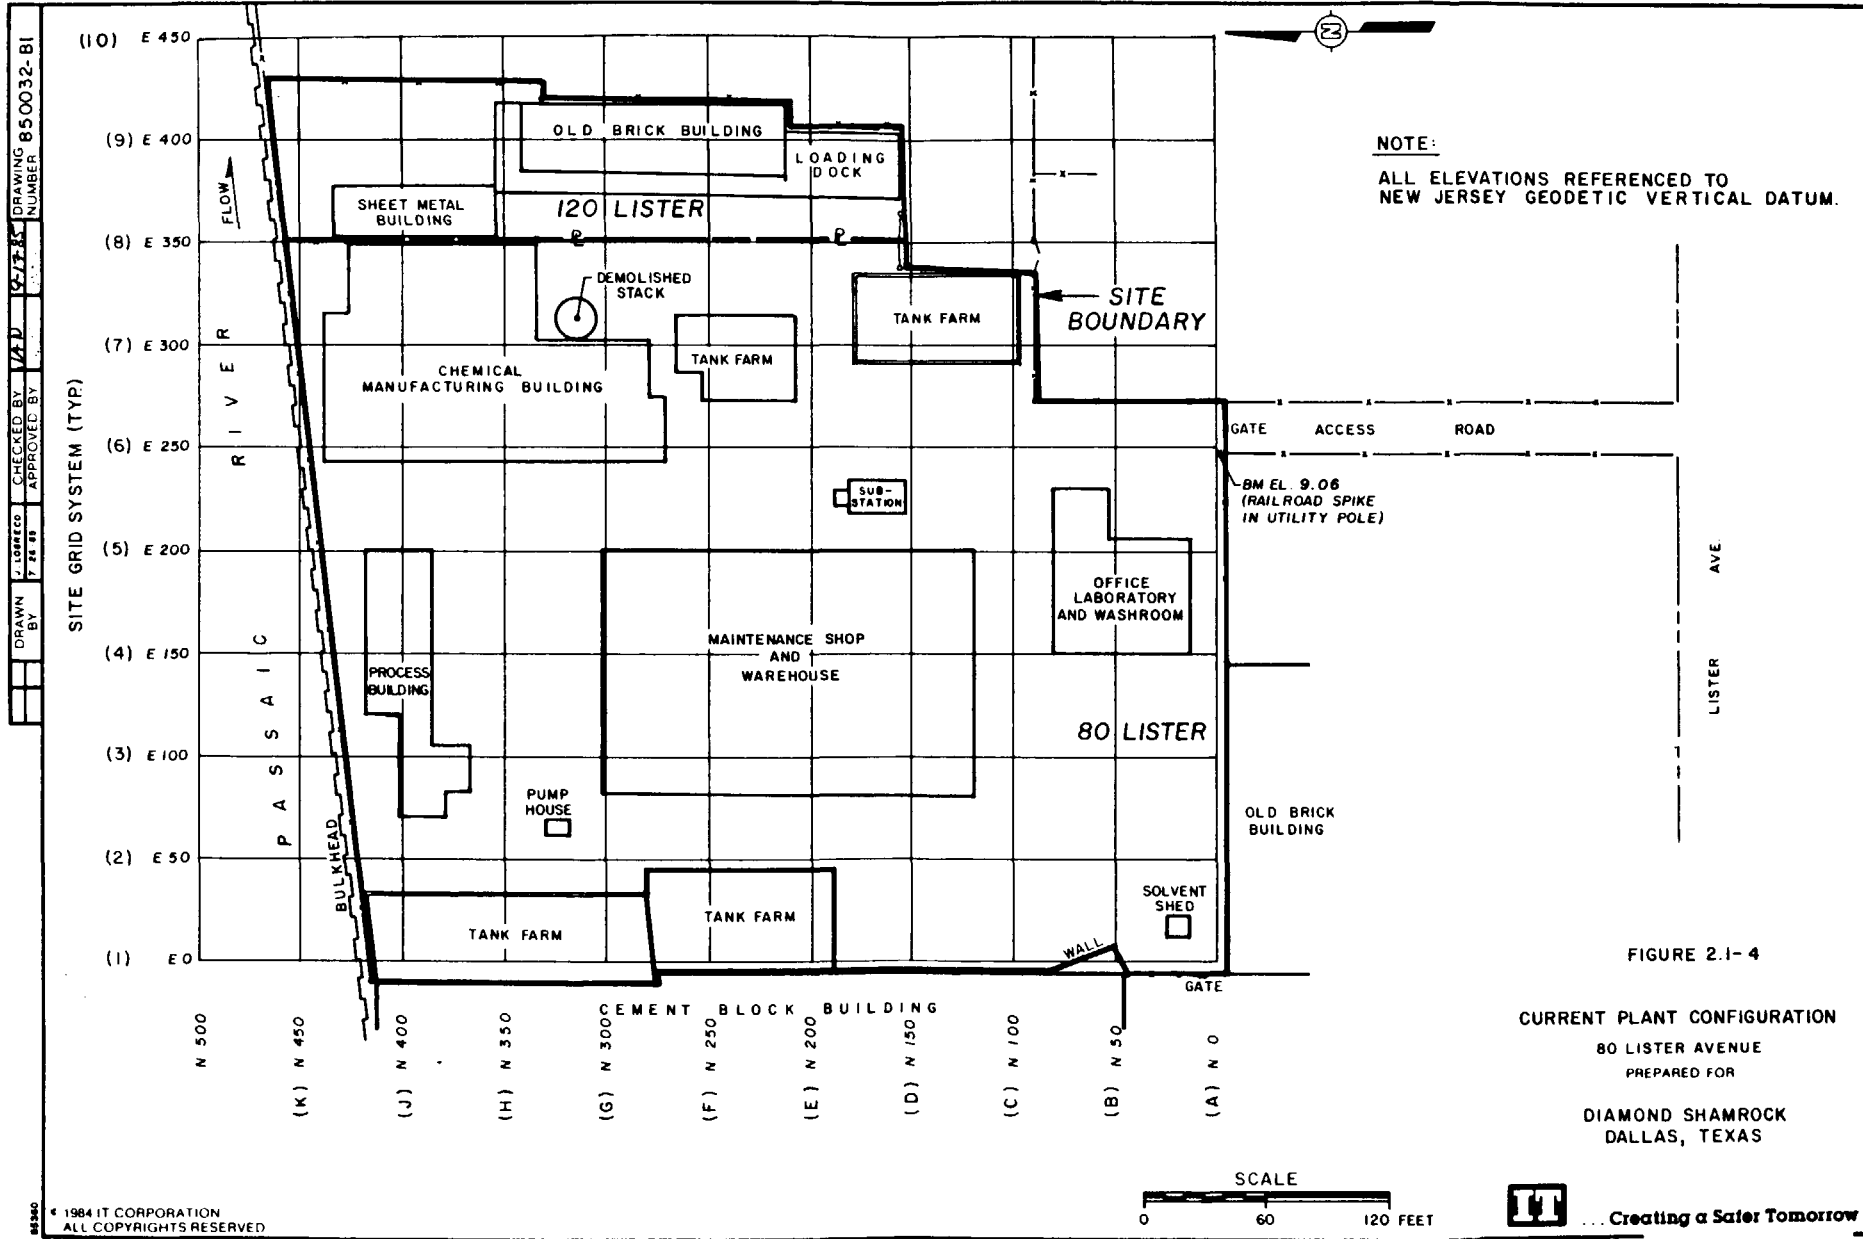 DRAWING NUMBER 850032-B1
CHECKED BY
APPROVED BY
DRAWN BY
SITE GRID SYSTEM (TYP.)
(10) E 450
(9) E 400
(8) E 350
(7) E 300
(6) E 250
(5) E 200
(4) E 150
(3) E 100
(2) E 50
(1) E 0
N 500
(K) N 450
(J) N 400
(H) N 350
(G) N 300
(F) N 250
(E) N 200
(D) N 150
(C) N 100
(B) N 50
(A) N 0
FLOW
PASSAIC RIVER
BULKHEAD
OLD BRICK BUILDING
LOADING
DOCK
SHEET METAL
BUILDING
120 LISTER
DEMOLISHED
STACK
CHEMICAL
MANUFACTURING BUILDING
TANK FARM
TANK FARM
SITE
BOUNDARY
N
NOTE:
ALL ELEVATIONS REFERENCED TO
NEW JERSEY GEODETIC VERTICAL DATUM.
GATE ACCESS ROAD
BM EL. 9.06
(RAILROAD SPIKE
IN UTILITY POLE)
SUB-
STATION
OFFICE
LABORATORY
AND WASHROOM
MAINTENANCE SHOP
AND
WAREHOUSE
PROCESS
BUILDING
80 LISTER
PUMP
HOUSE
OLD BRICK
BUILDING
SOLVENT
SHED
TANK FARM
TANK FARM
WALL
GATE
CEMENT BLOCK BUILDING
LISTER AVE.
FIGURE 2.1-4
CURRENT PLANT CONFIGURATION
80 LISTER AVENUE
PREPARED FOR
DIAMOND SHAMROCK
DALLAS, TEXAS
SCALE
0 60 120 FEET
IT ...Creating a Safer Tomorrow
© 1984 IT CORPORATION
ALL COPYRIGHTS RESERVED